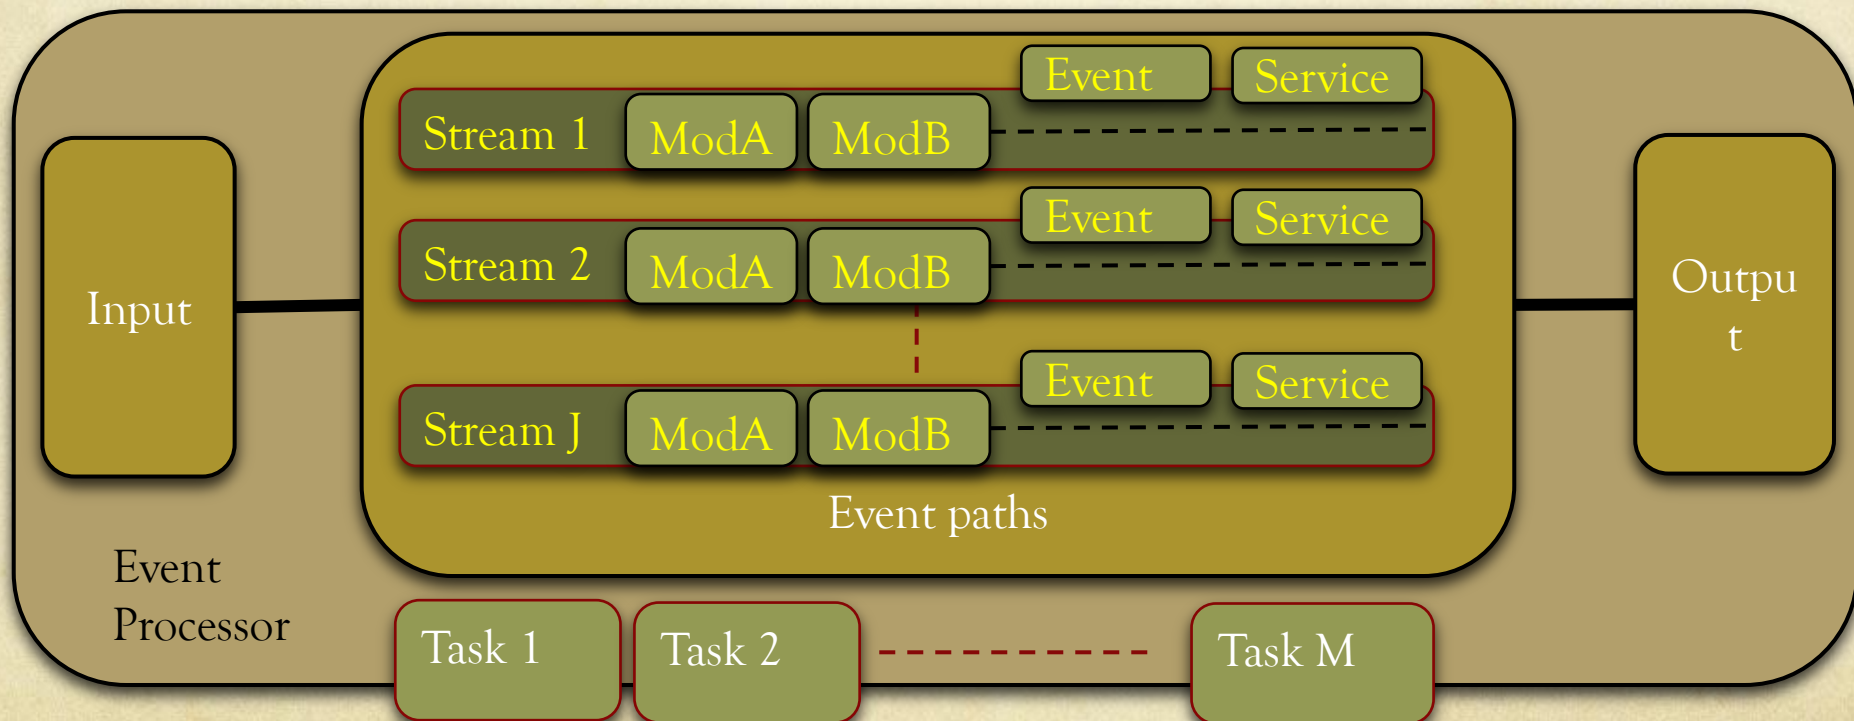 Event
Service
Stream 1
ModA
ModB
Event
Service
Stream 2
ModA
ModB
Input
Outpu
t
Event
Service
Stream J
ModA
ModB
Event paths
Event
Processor
Task 1
Task 2
Task M